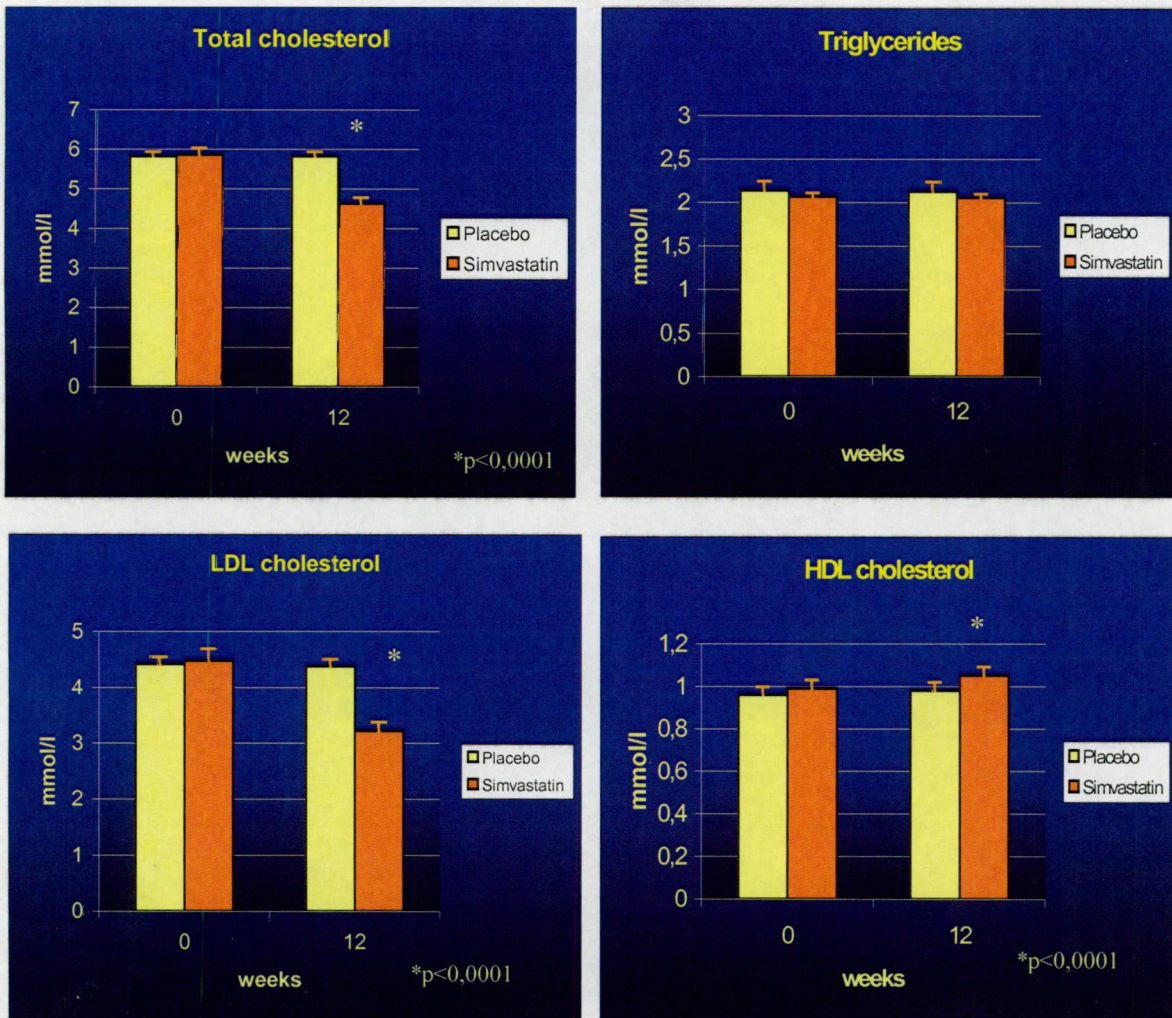 Total cholesterol
7
6
5
4
3
2
1
0
mmol/l
*
0
12
weeks
Placebo
Simvastatin
*p<0,0001
Triglycerides
3
2,5
2
1,5
1
0,5
0
mmol/l
0
12
weeks
Placebo
Simvastatin
LDL cholesterol
5
4
3
2
1
0
mmol/l
*
0
12
weeks
Placebo
Simvastatin
*p<0,0001
HDL cholesterol
1,2
1
0,8
0,6
0,4
0,2
0
mmol/l
*
0
12
weeks
Placebo
Simvastatin
*p<0,0001